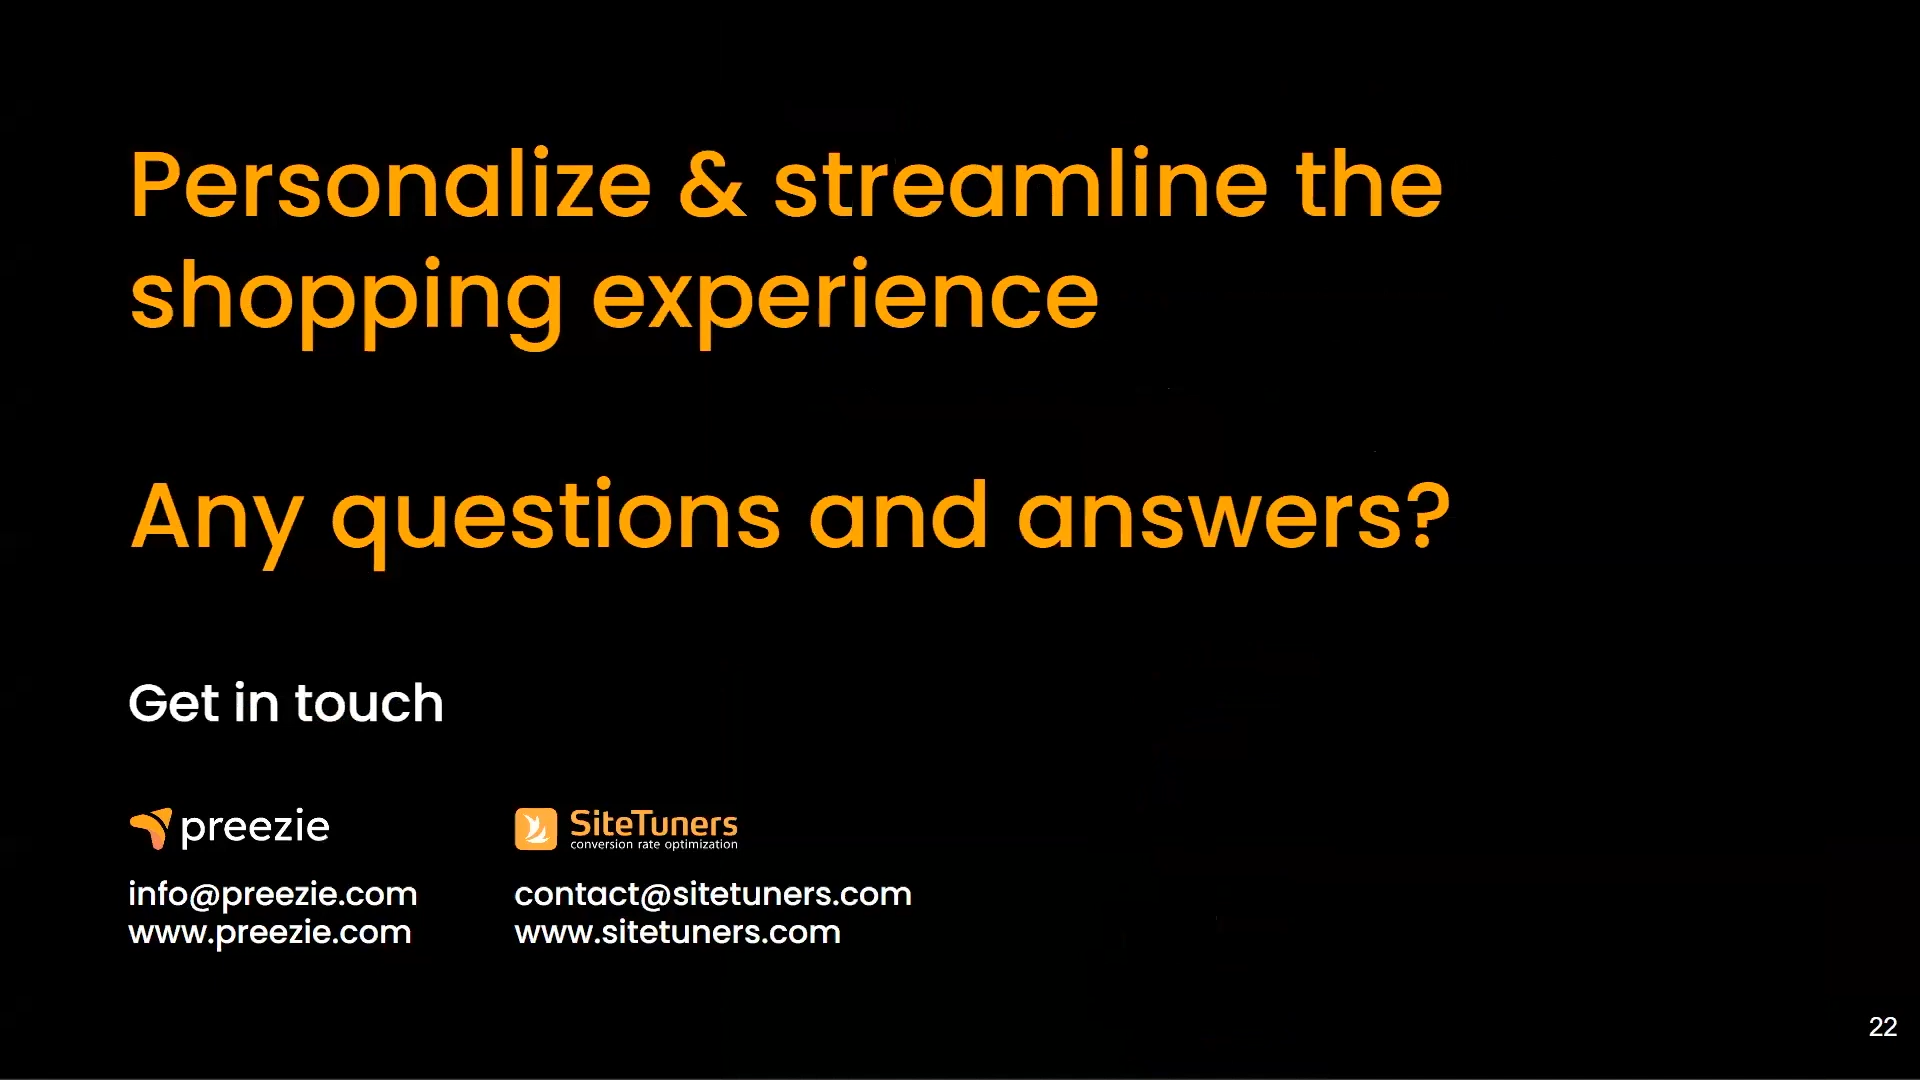 Personalize & streamline the
shopping experience
Any questions and answers?
Get in touch
preezie
info@preezie.com
www.preezie.com
SiteTuners
conversion rate optimization
contact@sitetuners.com
www.sitetuners.com
22